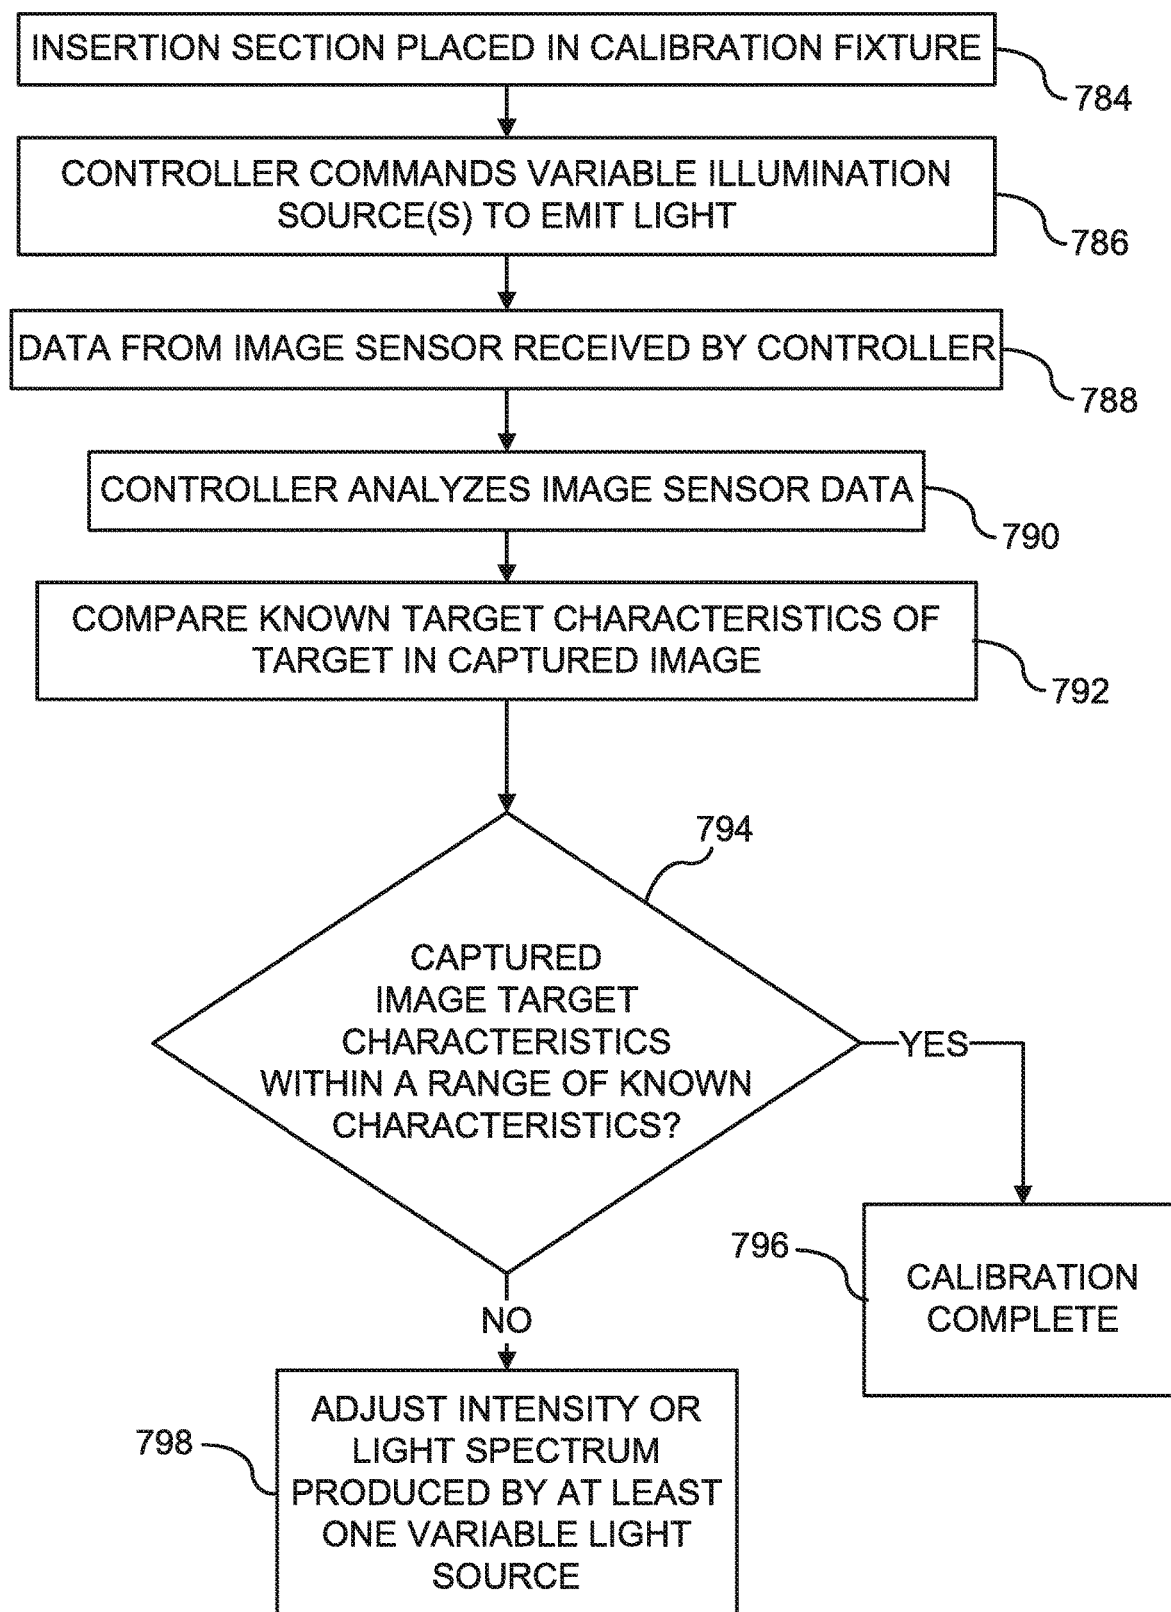 INSERTION SECTION PLACED IN CALIBRATION FIXTURE
784
CONTROLLER COMMANDS VARIABLE ILLUMINATION
SOURCE(S) TO EMIT LIGHT
786
DATA FROM IMAGE SENSOR RECEIVED BY CONTROLLER
788
CONTROLLER ANALYZES IMAGE SENSOR DATA
790
COMPARE KNOWN TARGET CHARACTERISTICS OF
TARGET IN CAPTURED IMAGE
792
794
CAPTURED
IMAGE TARGET
CHARACTERISTICS
WITHIN A RANGE OF KNOWN
CHARACTERISTICS?
YES
796
CALIBRATION
COMPLETE
NO
798
ADJUST INTENSITY OR
LIGHT SPECTRUM
PRODUCED BY AT LEAST
ONE VARIABLE LIGHT
SOURCE